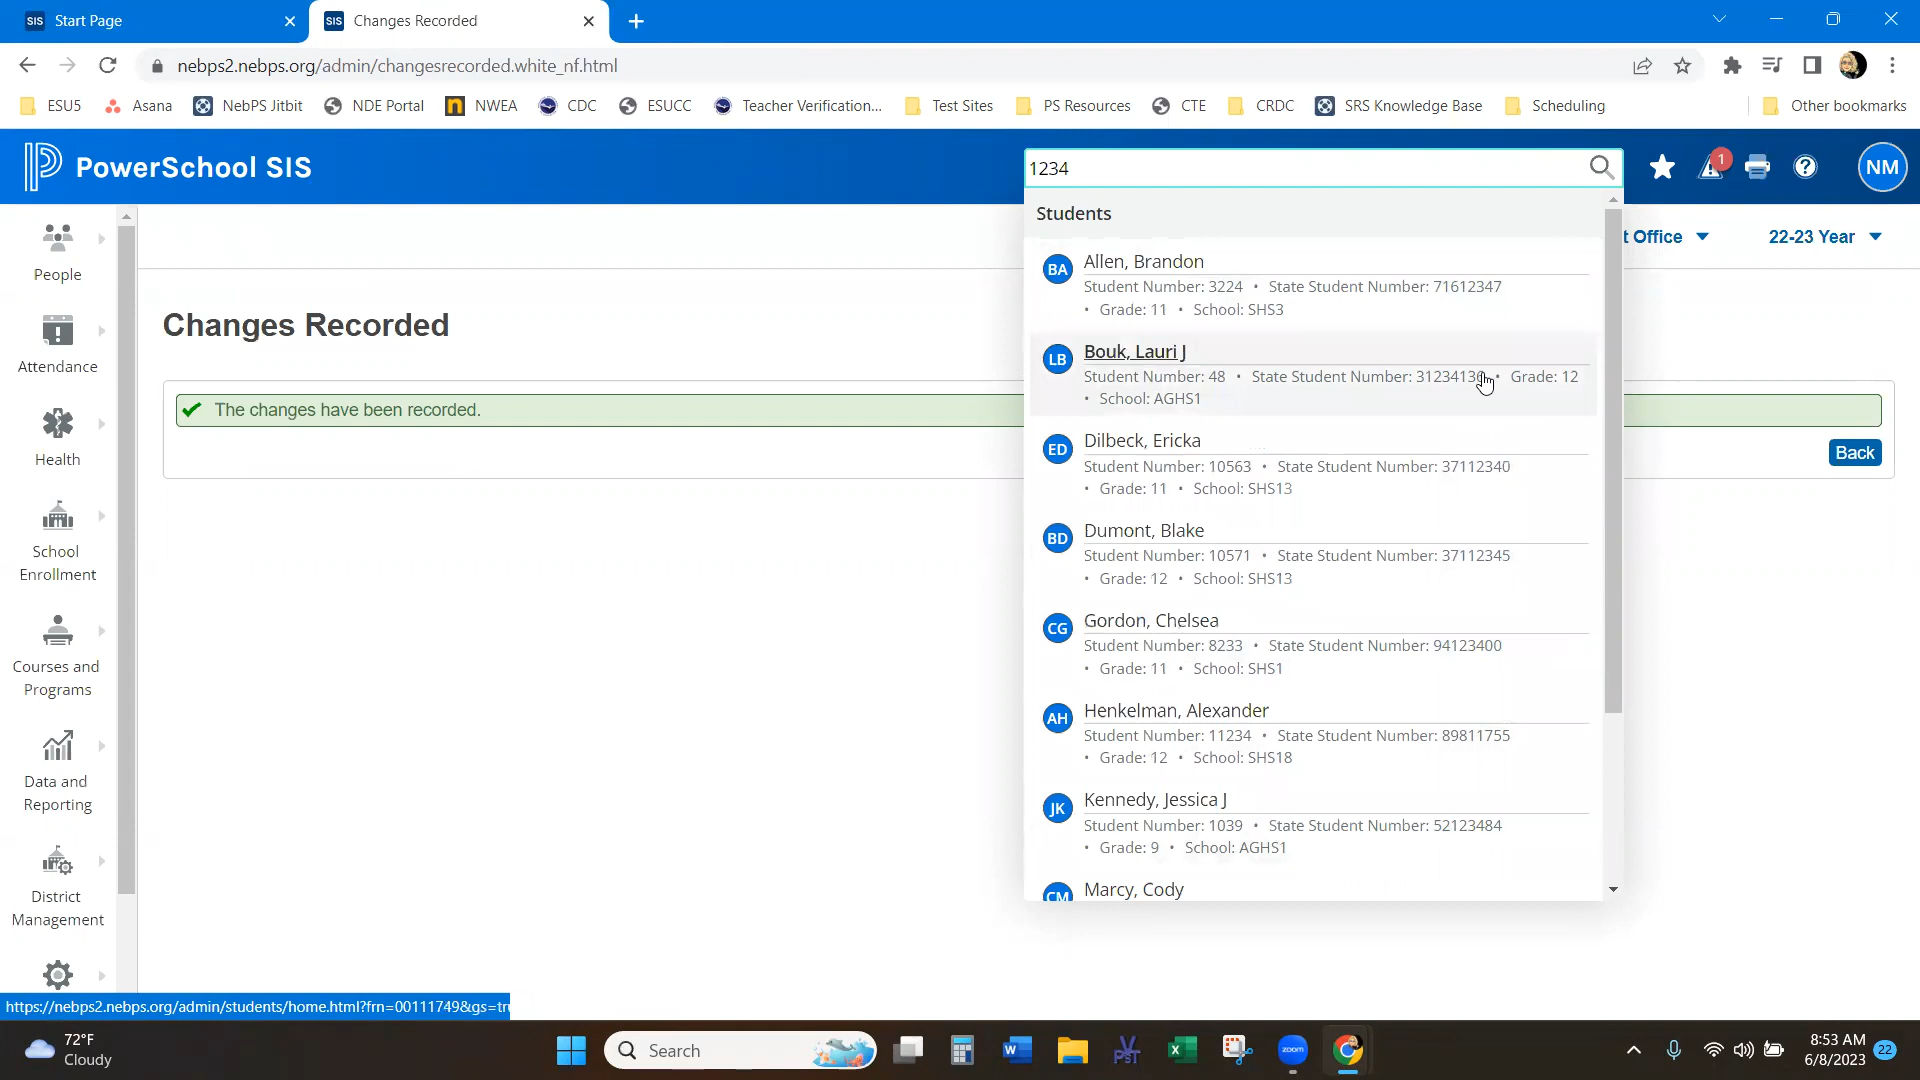 SIS Start Page
SIS Changes Recorded
nebps2.nebps.org/admin/changesrecorded.white_nf.html
ESU5 Asana NebPS Jitbit NDE Portal NWEA CDC ESUCC Teacher Verification... Test Sites PS Resources CTE CRDC SRS Knowledge Base Scheduling Other bookmarks
PowerSchool SIS
1234
1
NM
People
Attendance
Health
School
Enrollment
Courses and
Programs
Data and
Reporting
District
Management
t Office
22-23 Year
Changes Recorded
The changes have been recorded.
Back
Students
BA Allen, Brandon
Student Number: 3224 • State Student Number: 71612347
• Grade: 11 • School: SHS3
LB Bouk, Lauri J
Student Number: 48 • State Student Number: 3123413 • Grade: 12
• School: AGHS1
ED Dilbeck, Ericka
Student Number: 10563 • State Student Number: 37112340
• Grade: 11 • School: SHS13
BD Dumont, Blake
Student Number: 10571 • State Student Number: 37112345
• Grade: 12 • School: SHS13
CG Gordon, Chelsea
Student Number: 8233 • State Student Number: 94123400
• Grade: 11 • School: SHS1
AH Henkelman, Alexander
Student Number: 11234 • State Student Number: 89811755
• Grade: 12 • School: SHS18
JK Kennedy, Jessica J
Student Number: 1039 • State Student Number: 52123484
• Grade: 9 • School: AGHS1
CM Marcy, Cody
https://nebps2.nebps.org/admin/students/home.html?frn=00111749&gs=tr
72°F
Cloudy
Search
zoom
8:53 AM
6/8/2023
22